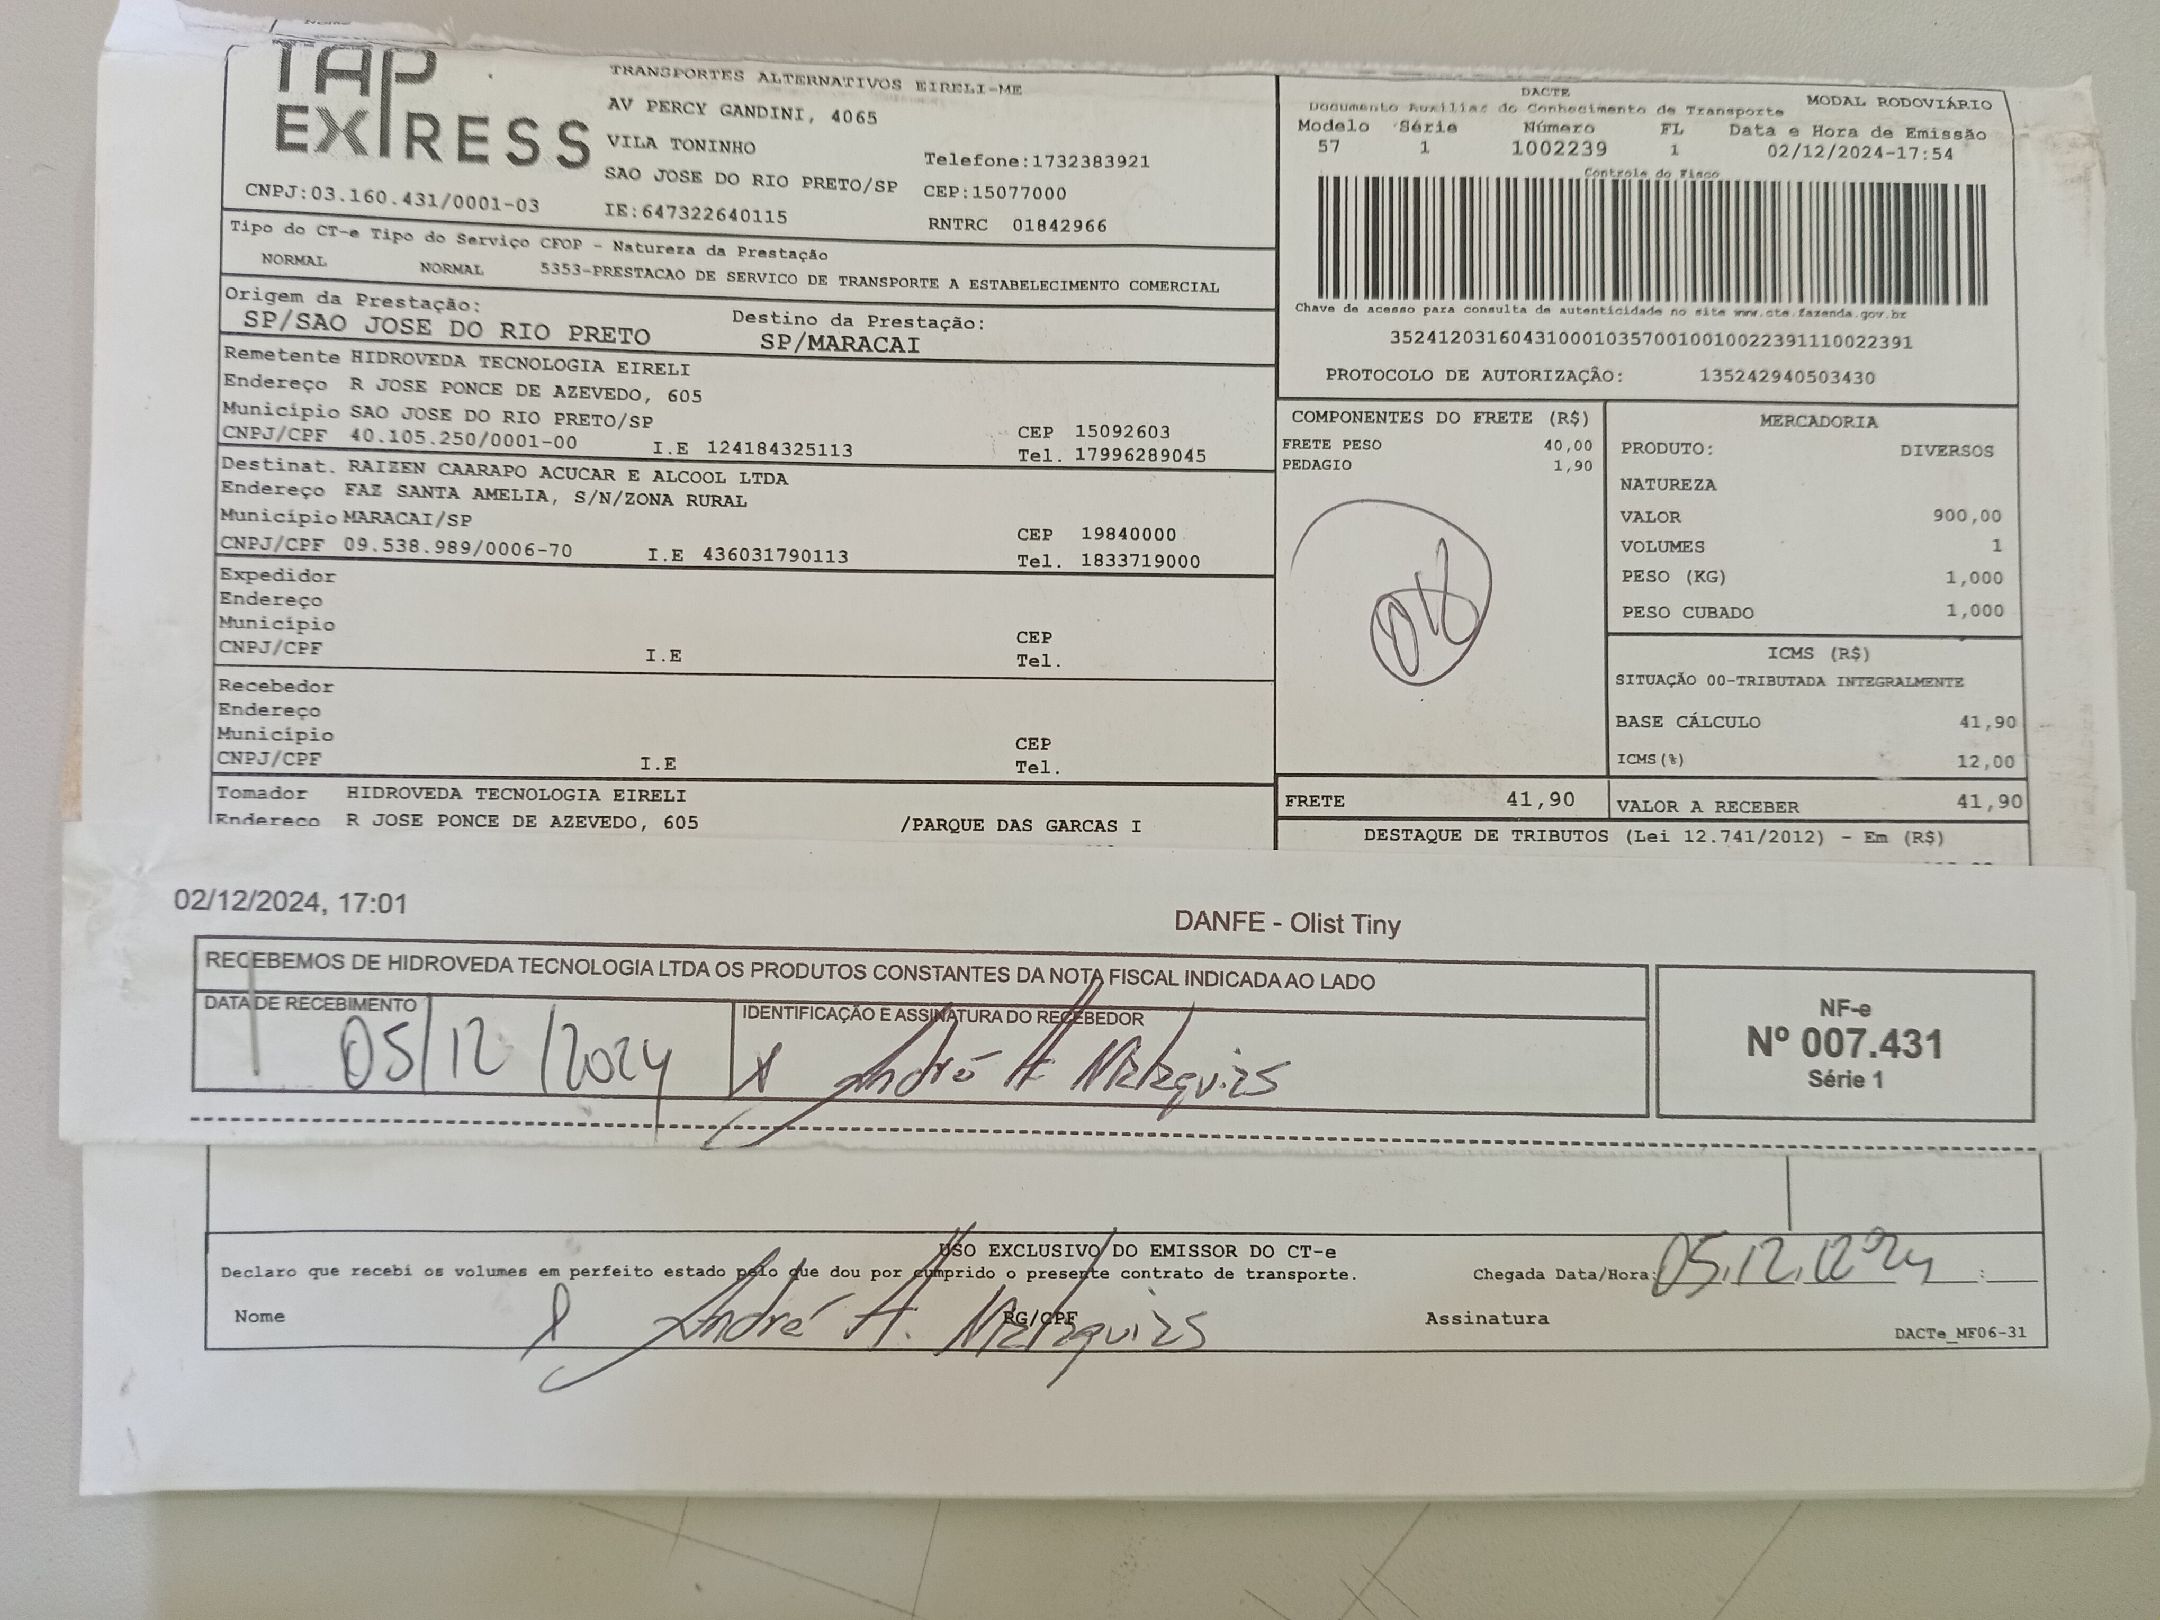 TAP
EXPRESS
TRANSPORTES ALTERNATIVOS EIRELI-ME
AV PERCY GANDINI, 4065
VILA TONINHO
SAO JOSE DO RIO PRETO/SP
Telefone:1732383921
CEP:15077000
CNPJ:03.160.431/0001-03
IE:647322640115
RNTRC 01842966
DACTE
Documento Auxiliar do Conhecimento de Transporte
MODAL RODOVIÁRIO
Modelo Série Número FL Data e Hora de Emissão
57 1 1002239 1 02/12/2024-17:54
Controle do Fisco
Chave de acesso para consulta de autenticidade no site www.cte.fazenda.gov.br
35241203160431000103570010010022391110022391
PROTOCOLO DE AUTORIZAÇÃO: 135242940503430
Tipo do CT-e Tipo do Serviço CFOP - Natureza da Prestação
NORMAL NORMAL 5353-PRESTACAO DE SERVICO DE TRANSPORTE A ESTABELECIMENTO COMERCIAL
Origem da Prestação:
SP/SAO JOSE DO RIO PRETO
Destino da Prestação:
SP/MARACAI
Remetente HIDROVEDA TECNOLOGIA EIRELI
Endereço R JOSE PONCE DE AZEVEDO, 605
Município SAO JOSE DO RIO PRETO/SP CEP 15092603
CNPJ/CPF 40.105.250/0001-00 I.E 124184325113 Tel. 17996289045
Destinat. RAIZEN CAARAPO ACUCAR E ALCOOL LTDA
Endereço FAZ SANTA AMELIA, S/N/ZONA RURAL
Município MARACAI/SP CEP 19840000
CNPJ/CPF 09.538.989/0006-70 I.E 436031790113 Tel. 1833719000
Expedidor
Endereço
Município CEP
CNPJ/CPF I.E Tel.
Recebedor
Endereço
Município CEP
CNPJ/CPF I.E Tel.
Tomador HIDROVEDA TECNOLOGIA EIRELI
Endereço R JOSE PONCE DE AZEVEDO, 605 /PARQUE DAS GARCAS I
COMPONENTES DO FRETE (R$)
FRETE PESO 40,00
PEDAGIO 1,90
MERCADORIA
PRODUTO: DIVERSOS
NATUREZA
VALOR 900,00
VOLUMES 1
PESO (KG) 1,000
PESO CUBADO 1,000
ICMS (R$)
SITUAÇÃO 00-TRIBUTADA INTEGRALMENTE
BASE CÁLCULO 41,90
ICMS(%) 12,00
FRETE 41,90 VALOR A RECEBER 41,90
DESTAQUE DE TRIBUTOS (Lei 12.741/2012) - Em (R$)
02/12/2024, 17:01
DANFE - Olist Tiny
RECEBEMOS DE HIDROVEDA TECNOLOGIA LTDA OS PRODUTOS CONSTANTES DA NOTA FISCAL INDICADA AO LADO
DATA DE RECEBIMENTO
05/12/2024
IDENTIFICAÇÃO E ASSINATURA DO RECEBEDOR
X André A Malaquias
NF-e
Nº 007.431
Série 1
USO EXCLUSIVO DO EMISSOR DO CT-e
Declaro que recebi os volumes em perfeito estado pelo que dou por cumprido o presente contrato de transporte.
Chegada Data/Hora: 05.12.2024 :
Nome X André A. Malaquias RG/CPF Assinatura
DACTe_MF06-31